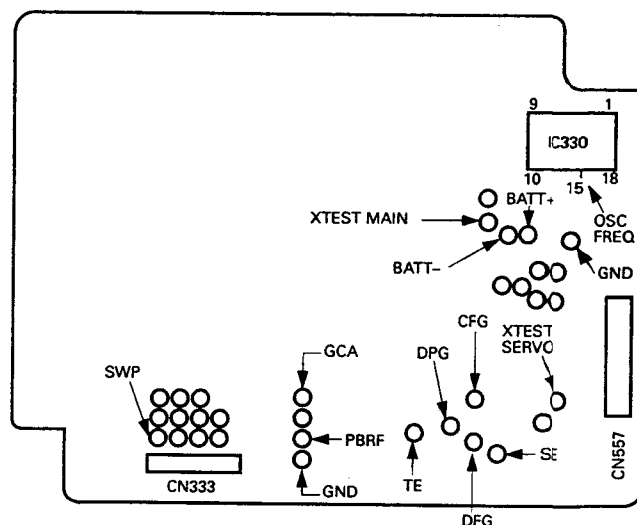 9 1
IC330
10 15 18
BATT+
XTEST MAIN
OSC
FREQ
BATT–
GND
CFG
XTEST
SERVO
GCA
DPG
SWP
PBRF
SE
CN557
CN333
GND
TE
DFG